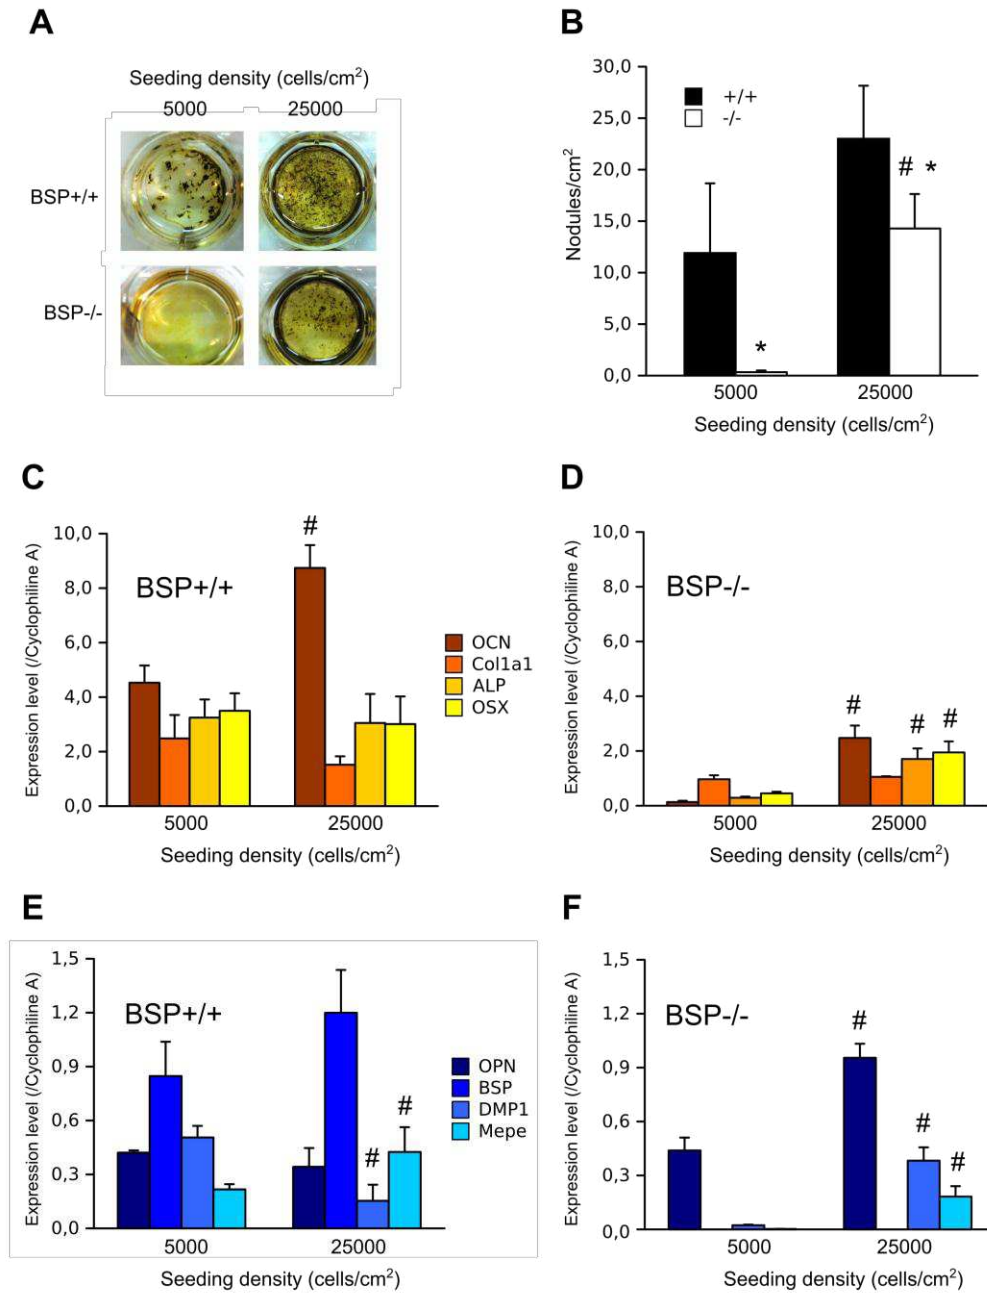 A
Seeding density (cells/cm²)
5000 25000
BSP+/+
BSP-/-
B
30,0
25,0
20,0
15,0
10,0
5,0
0,0
Nodules/cm²
+/+
-/-
# *
*
5000 25000
Seeding density (cells/cm²)
C
Expression level (/Cyclophiline A)
10,0
8,0
6,0
4,0
2,0
0,0
BSP+/+
#
OCN
Col1a1
ALP
OSX
5000 25000
Seeding density (cells/cm²)
D
Expression level (/Cyclophiline A)
10,0
8,0
6,0
4,0
2,0
0,0
BSP-/-
# # #
5000 25000
Seeding density (cells/cm²)
E
Expression level (/Cyclophiline A)
1,5
1,2
0,9
0,6
0,3
0,0
BSP+/+
OPN
BSP
DMP1
Mepe
# #
5000 25000
Seeding density (cells/cm²)
F
Expression level (/Cyclophiline A)
1,5
1,2
0,9
0,6
0,3
0,0
BSP-/-
# # #
5000 25000
Seeding density (cells/cm²)